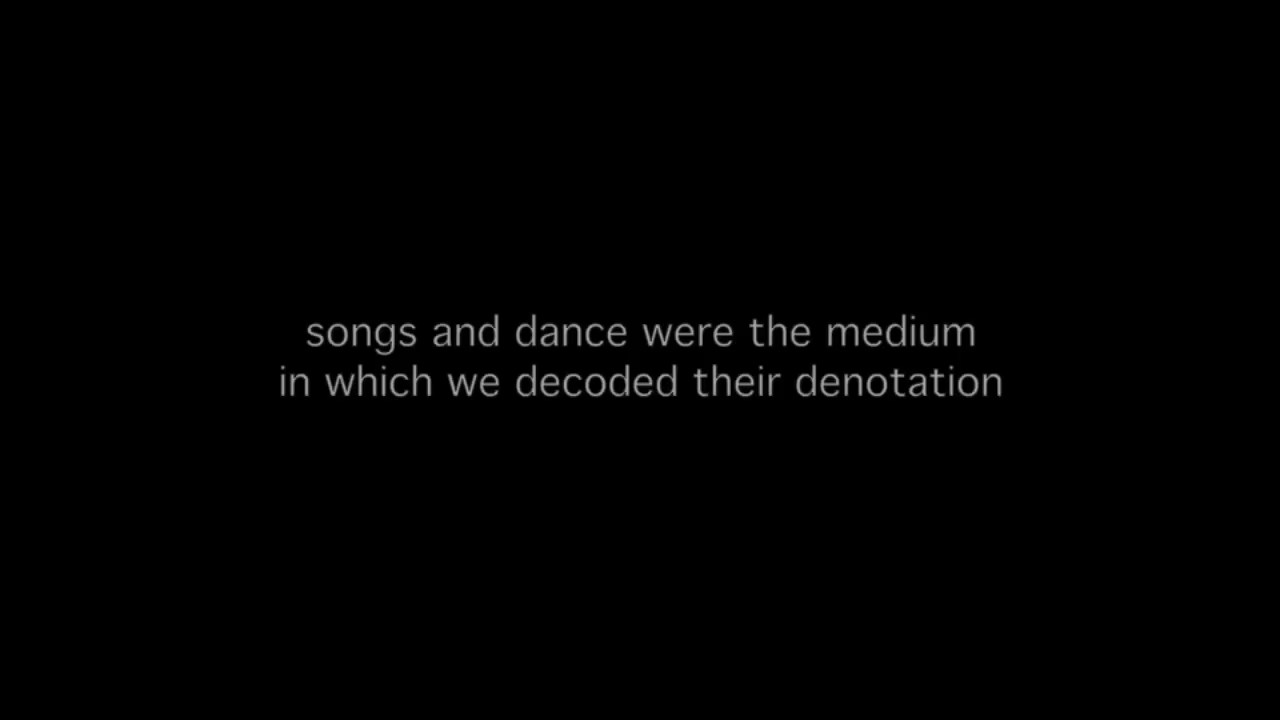 songs and dance were the medium
in which we decoded their denotation